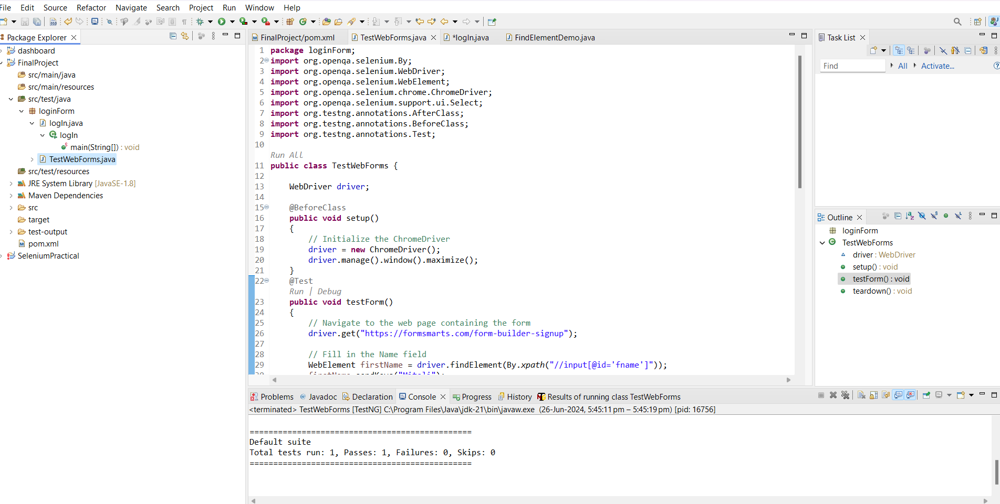 File Edit Source Refactor Navigate Search Project Run Window Help
Package Explorer
dashboard
FinalProject
src/main/java
src/main/resources
src/test/java
loginForm
logIn.java
logIn
main(String[]) : void
TestWebForms.java
src/test/resources
JRE System Library [JavaSE-1.8]
Maven Dependencies
src
target
test-output
pom.xml
SeleniumPractical
FinalProject/pom.xml TestWebForms.java *logIn.java FindElementDemo.java
1 package loginForm;
2 import org.openqa.selenium.By;
3 import org.openqa.selenium.WebDriver;
4 import org.openqa.selenium.WebElement;
5 import org.openqa.selenium.chrome.ChromeDriver;
6 import org.openqa.selenium.support.ui.Select;
7 import org.testng.annotations.AfterClass;
8 import org.testng.annotations.BeforeClass;
9 import org.testng.annotations.Test;
10
Run All
11 public class TestWebForms {
12
13 WebDriver driver;
14
15 @BeforeClass
16 public void setup()
17 {
18 // Initialize the ChromeDriver
19 driver = new ChromeDriver();
20 driver.manage().window().maximize();
21 }
22 @Test
Run | Debug
23 public void testForm()
24 {
25 // Navigate to the web page containing the form
26 driver.get("https://formsmarts.com/form-builder-signup");
27
28 // Fill in the Name field
29 WebElement firstName = driver.findElement(By.xpath("//input[@id='fname']"));
Task List
Find All Activate...
Outline
loginForm
TestWebForms
driver : WebDriver
setup() : void
testForm() : void
teardown() : void
Problems Javadoc Declaration Console Progress History Results of running class TestWebForms
<terminated> TestWebForms [TestNG] C:\Program Files\Java\jdk-21\bin\javaw.exe (26-Jun-2024, 5:45:11 pm – 5:45:19 pm) [pid: 16756]
===============================================
Default suite
Total tests run: 1, Passes: 1, Failures: 0, Skips: 0
===============================================